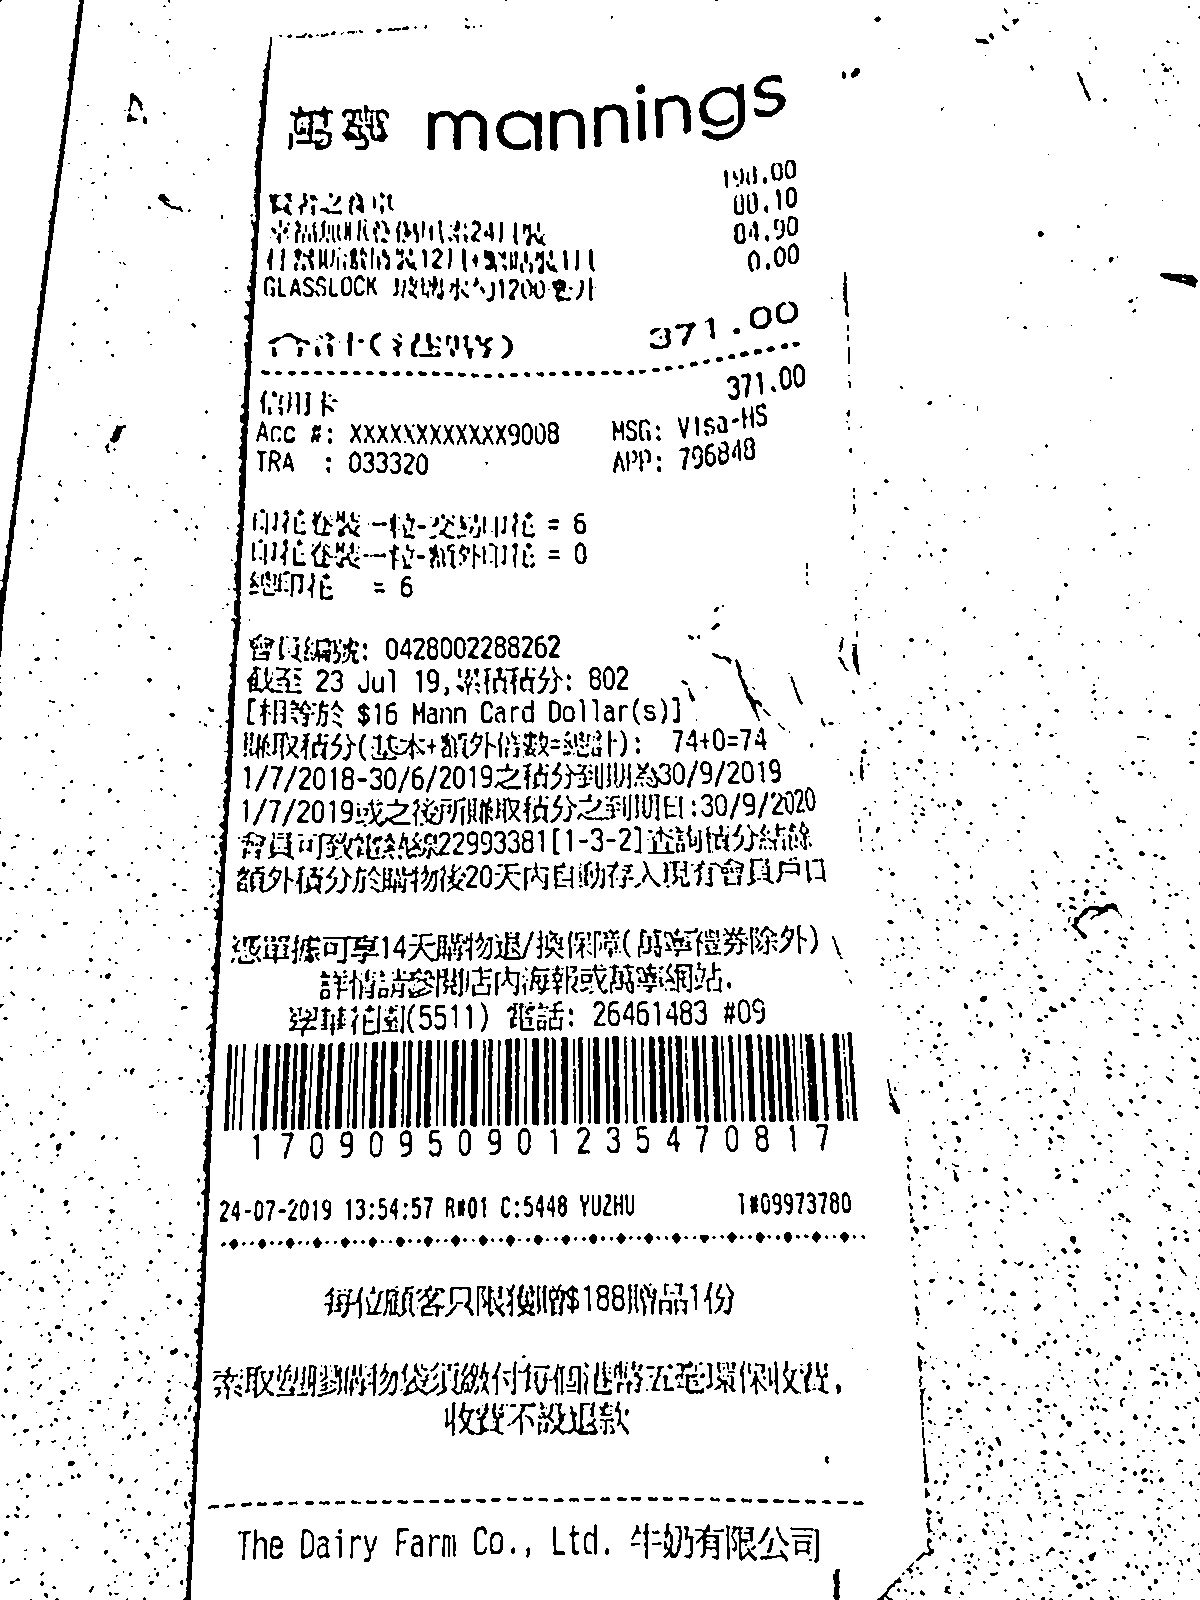 萬寧 mannings
00.10
04.90
0.00
GLASSLOCK 玻璃水勺1200毫升
合計(港幣) 371.00
信用卡 371.00
Acc #: XXXXXXXXXXXX9008 MSG: Visa-HS
TRA : 033320 APP: 796848
印花卷裝一粒-交易印花 = 6
印花卷裝一粒-額外印花 = 0
總印花 = 6
會員編號: 0428002288262
截至 23 Jul 19,累積積分: 802
[相等於 $16 Mann Card Dollar(s)]
賺取積分(基本+額外倍數=總計): 74+0=74
1/7/2018-30/6/2019之積分到期為30/9/2019
1/7/2019或之後所賺取積分之到期日:30/9/2020
會員可致電熱線22993381[1-3-2]查詢積分結餘
額外積分於購物後20天內自動存入現有會員戶口
憑單據可享14天購物退/換保障(萬寧禮券除外)
詳情請參閱店內海報或萬寧網站.
翠華花園(5511) 電話: 26461483 #09
17090950901235470817
24-07-2019 13:54:57 R#01 C:5448 YUZHU T#09973780
每位顧客只限獲贈$188贈品1份
索取塑膠購物袋須繳付每個港幣五毫環保收費.
收費不設退款
The Dairy Farm Co., Ltd. 牛奶有限公司